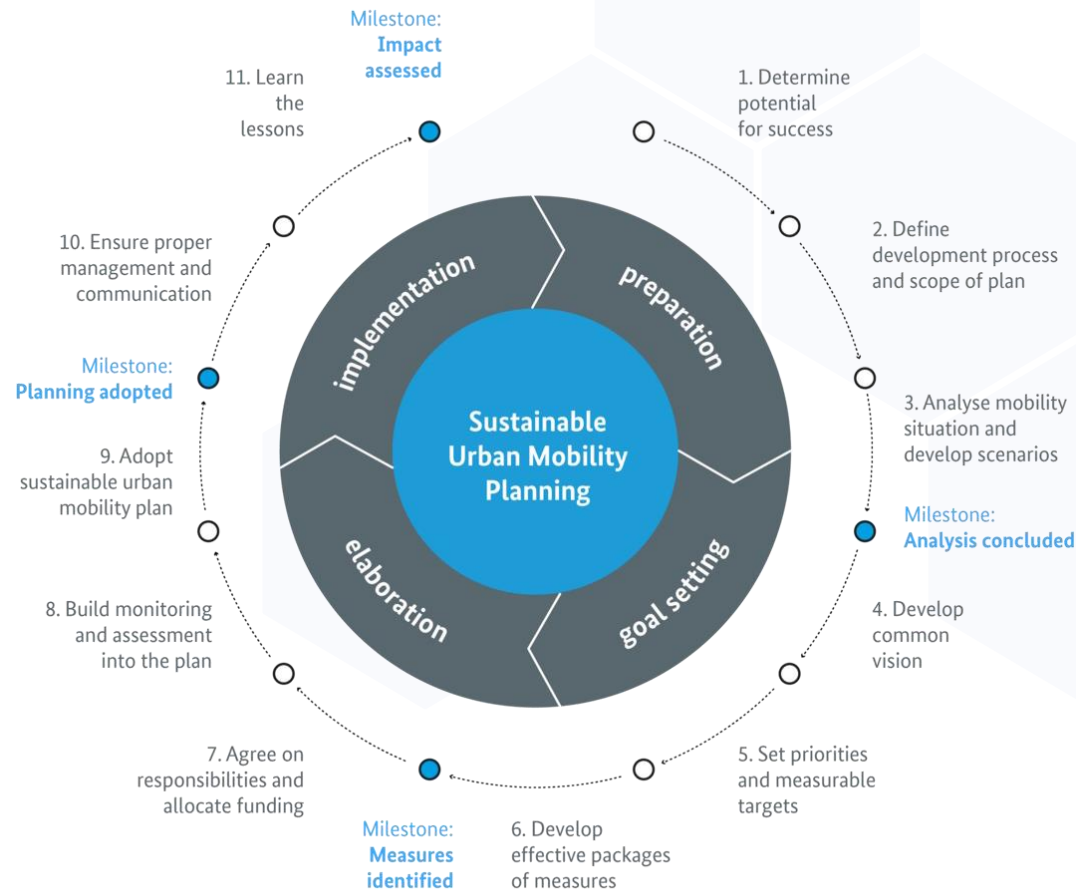 Milestone:
Impact
assessed
1. Determine
potential
for success
2. Define
development process
and scope of plan
3. Analyse mobility
situation and
develop scenarios
Milestone:
Analysis concluded
4. Develop
common
vision
5. Set priorities
and measurable
targets
6. Develop
effective packages
of measures
Milestone:
Measures
identified
7. Agree on
responsibilities and
allocate funding
8. Build monitoring
and assessment
into the plan
9. Adopt
sustainable urban
mobility plan
Milestone:
Planning adopted
10. Ensure proper
management and
communication
11. Learn
the
lessons
preparation
goal setting
elaboration
implementation
Sustainable
Urban Mobility
Planning